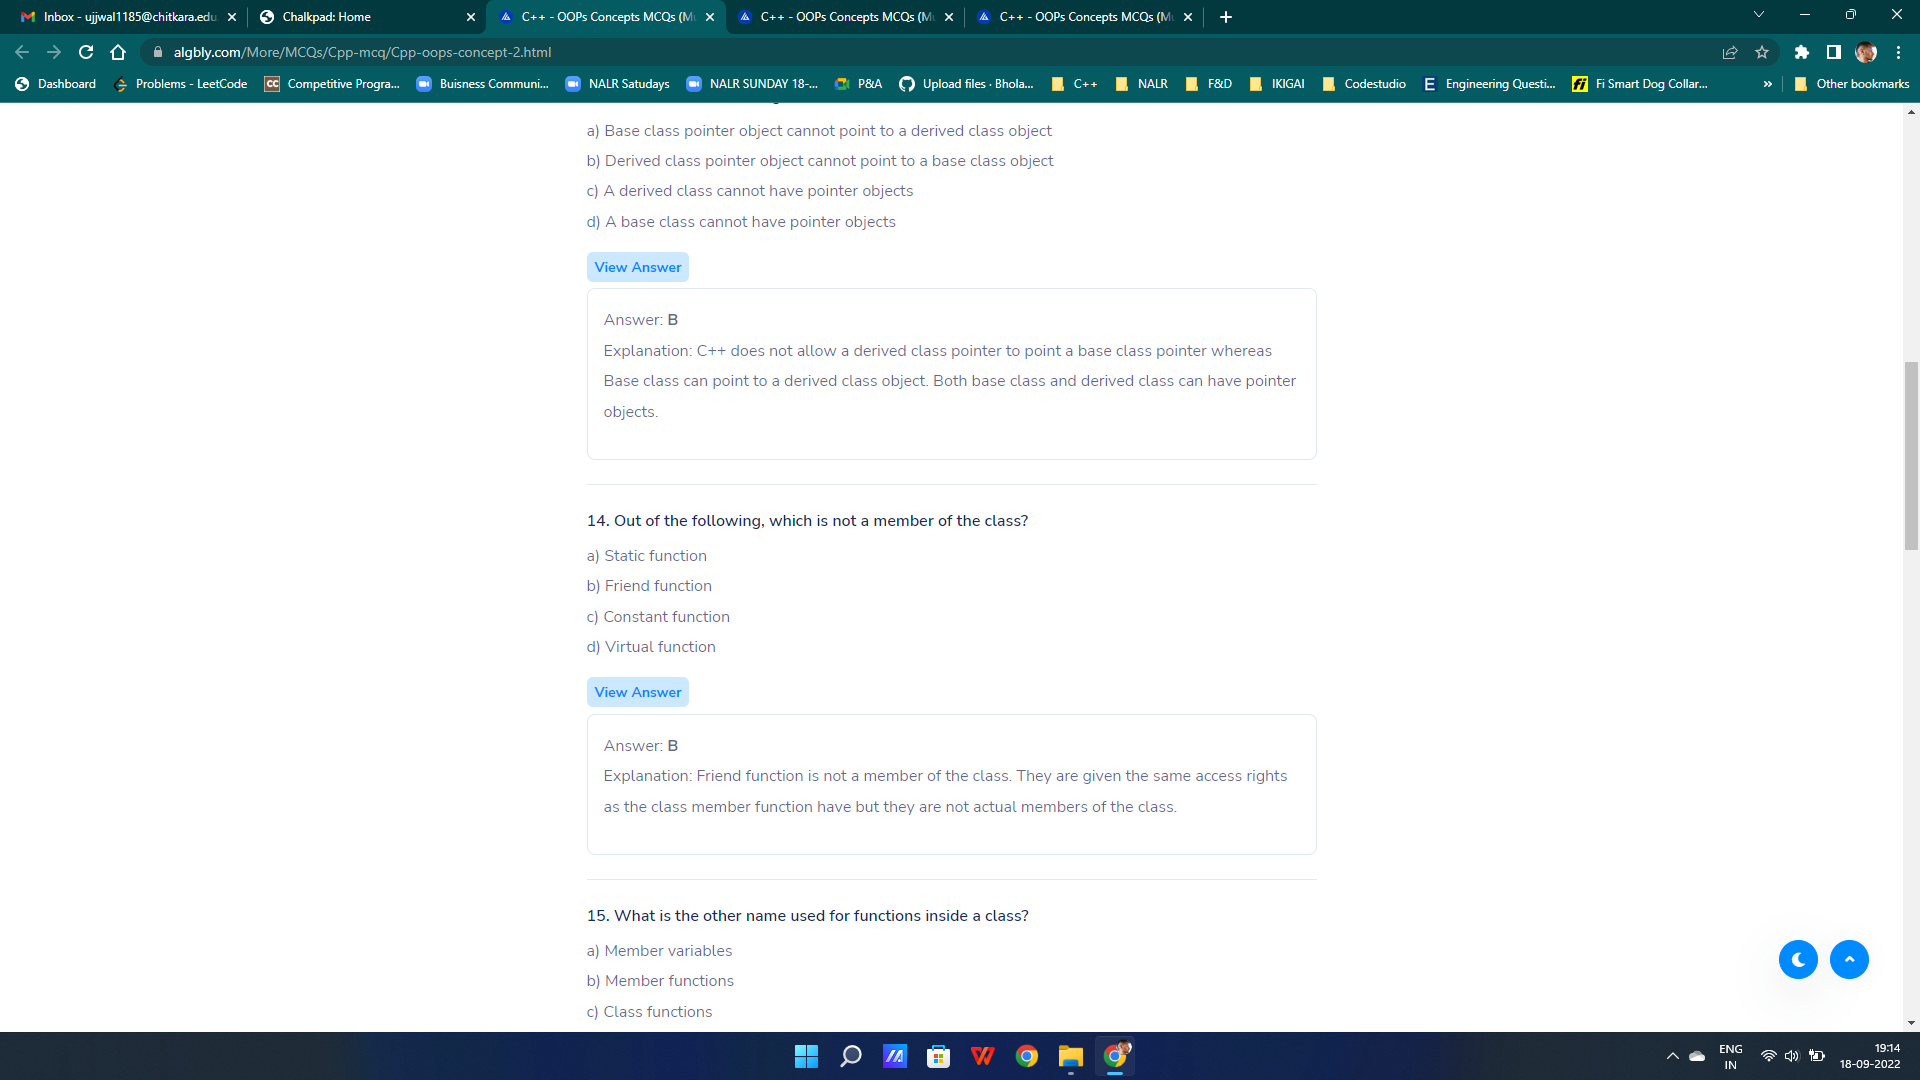 Inbox - ujjwal1185@chitkara.edu.
Chalkpad: Home
C++ - OOPs Concepts MCQs (Mu
C++ - OOPs Concepts MCQs (Mu
C++ - OOPs Concepts MCQs (Mu
algbly.com/More/MCQs/Cpp-mcq/Cpp-oops-concept-2.html
Dashboard
Problems - LeetCode
CC
Competitive Progra...
Buisness Communi...
NALR Satudays
NALR SUNDAY 18-...
P&A
Upload files · Bhola...
C++
NALR
F&D
IKIGAI
Codestudio
E
Engineering Questi...
fi
Fi Smart Dog Collar...
»
Other bookmarks
a) Base class pointer object cannot point to a derived class object
b) Derived class pointer object cannot point to a base class object
c) A derived class cannot have pointer objects
d) A base class cannot have pointer objects
View Answer
Answer: B
Explanation: C++ does not allow a derived class pointer to point a base class pointer whereas
Base class can point to a derived class object. Both base class and derived class can have pointer
objects.
14. Out of the following, which is not a member of the class?
a) Static function
b) Friend function
c) Constant function
d) Virtual function
View Answer
Answer: B
Explanation: Friend function is not a member of the class. They are given the same access rights
as the class member function have but they are not actual members of the class.
15. What is the other name used for functions inside a class?
a) Member variables
b) Member functions
c) Class functions
ENG
IN
19:14
18-09-2022